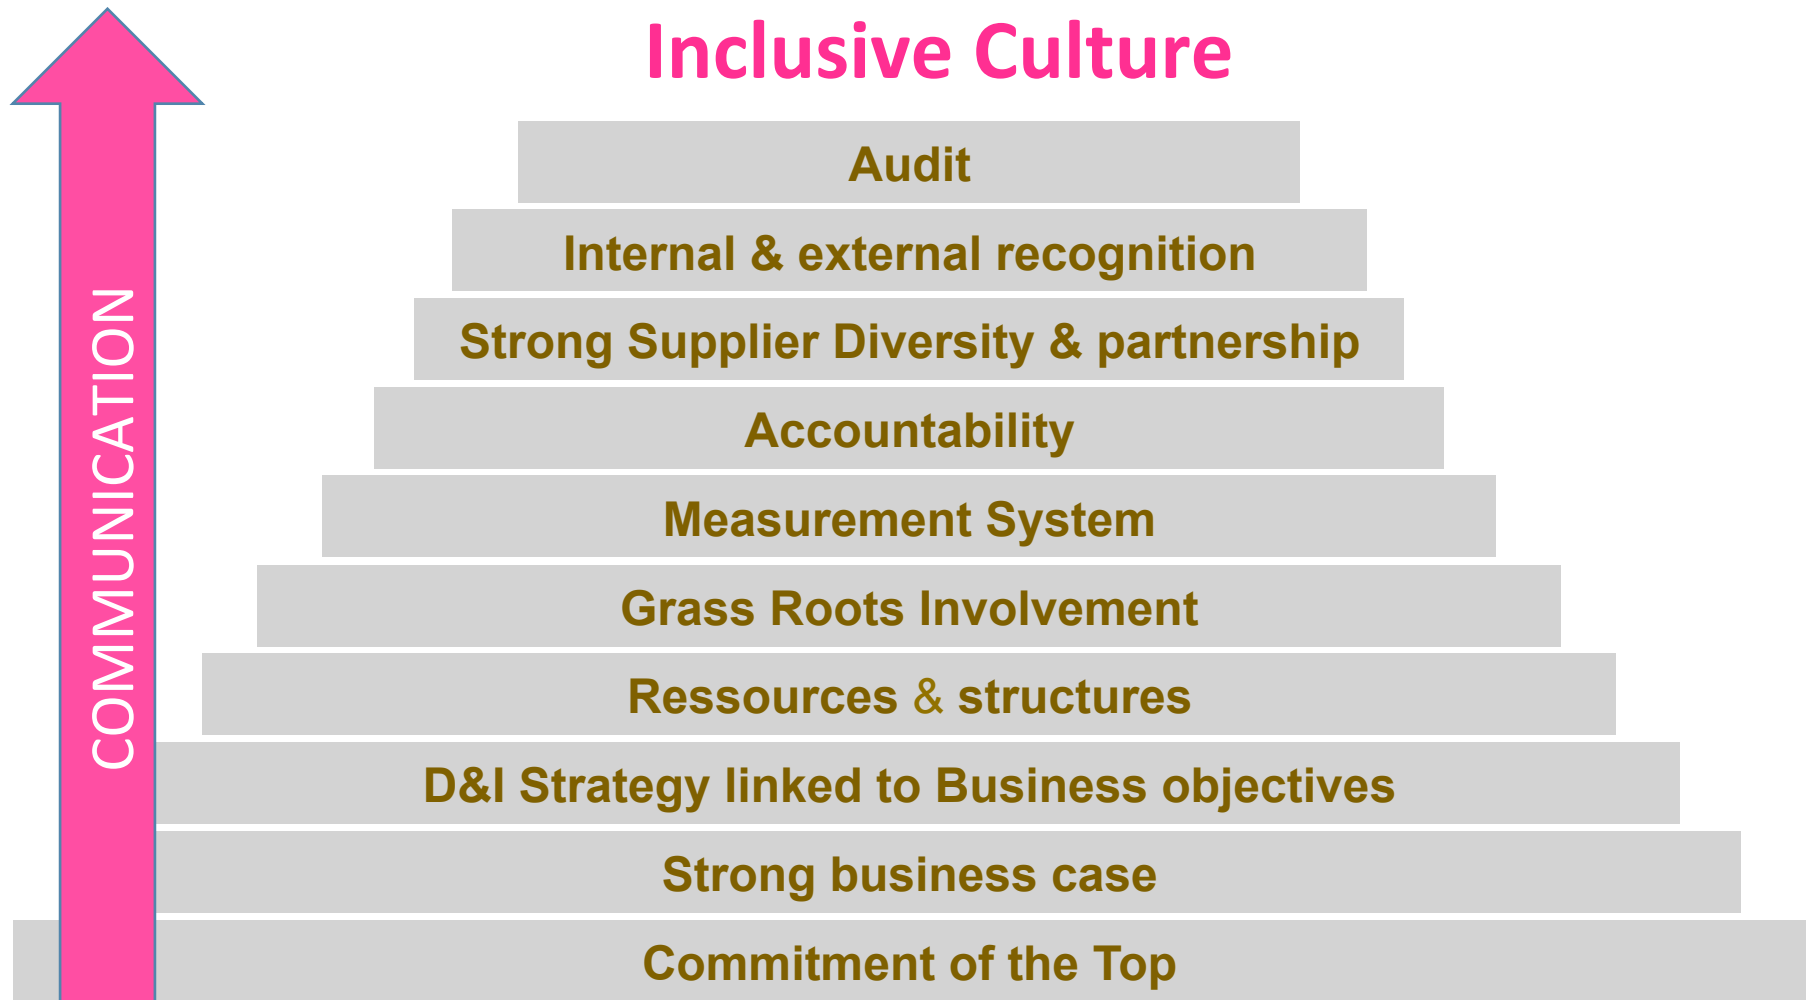 Inclusive Culture
Audit
Internal & external recognition
Strong Supplier Diversity & partnership
Accountability
Measurement System
Grass Roots Involvement
Ressources & structures
D&I Strategy linked to Business objectives
Strong business case
Commitment of the Top
COMMUNICATION